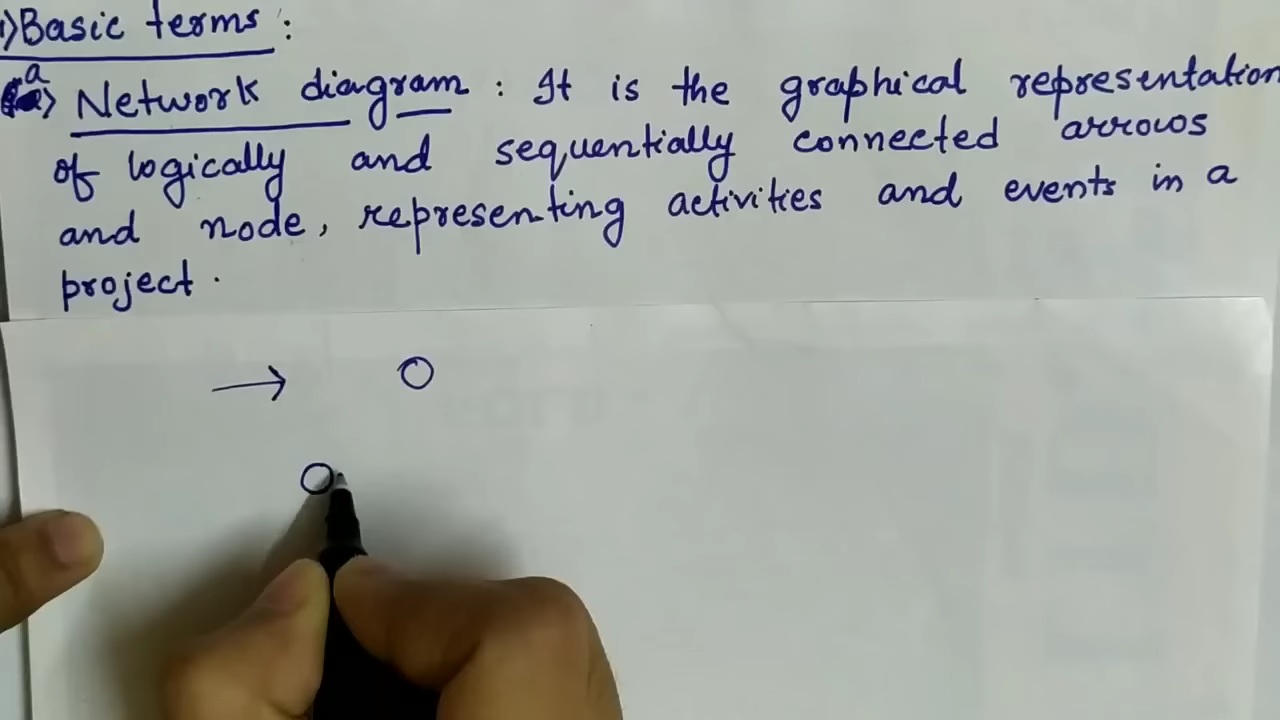 1) Basic terms :
a) Network diagram : It is the graphical representation
of logically and sequentially connected arrows
and node, representing activities and events in a
project.